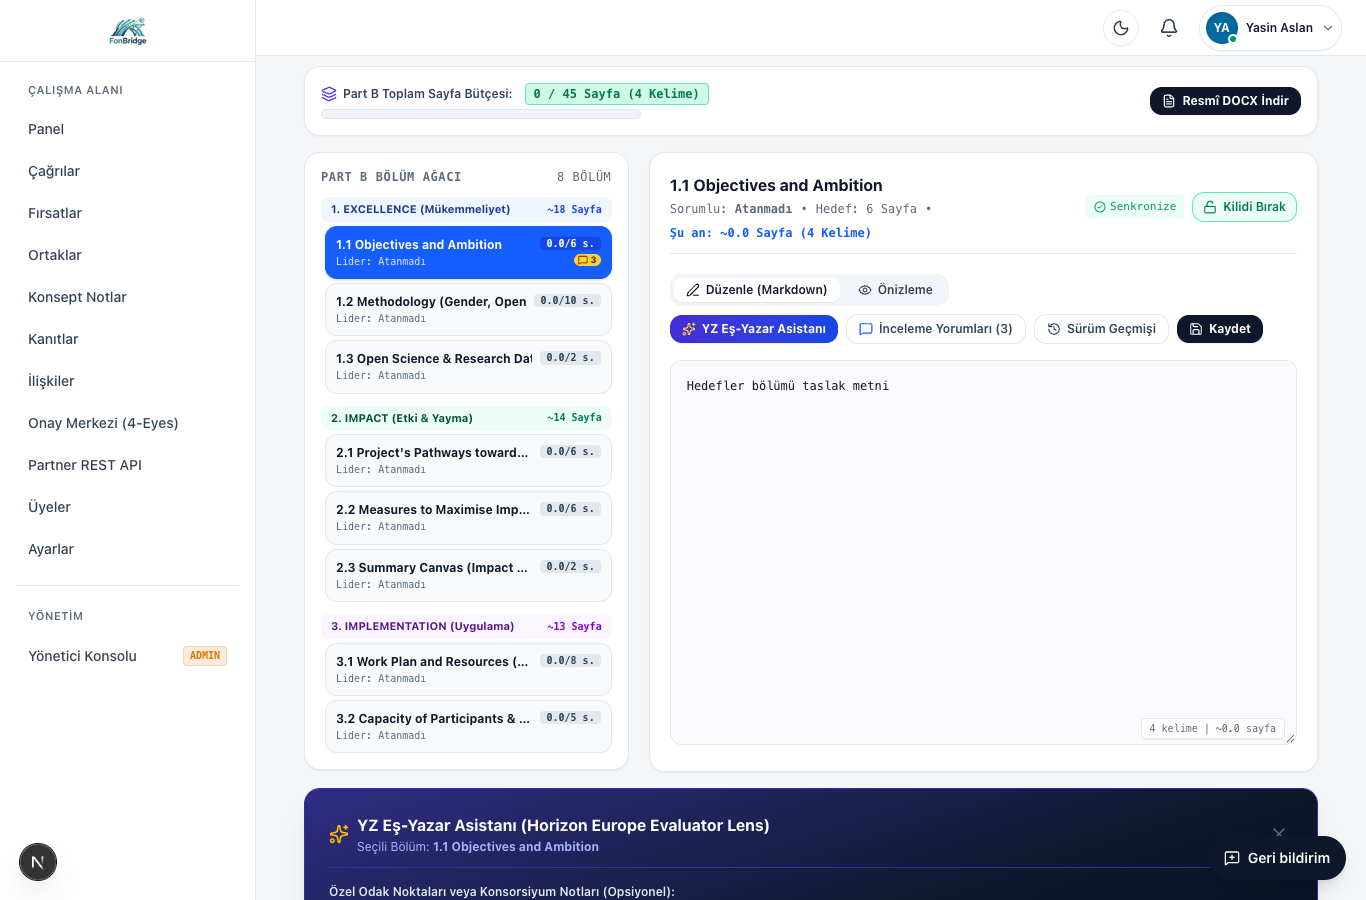 FonBridge
YA
Yasin Aslan
ÇALIŞMA ALANI
Panel
Çağrılar
Fırsatlar
Ortaklar
Konsept Notlar
Kanıtlar
İlişkiler
Onay Merkezi (4-Eyes)
Partner REST API
Üyeler
Ayarlar
YÖNETİM
Yönetici Konsolu
ADMIN
N
Part B Toplam Sayfa Bütçesi:
0 / 45 Sayfa (4 Kelime)
Resmî DOCX İndir
PART B BÖLÜM AĞACI
8 BÖLÜM
1. EXCELLENCE (Mükemmeliyet)
~18 Sayfa
1.1 Objectives and Ambition
0.0/6 s.
Lider: Atanmadı
3
1.2 Methodology (Gender, Open
0.0/10 s.
Lider: Atanmadı
1.3 Open Science & Research Dat
0.0/2 s.
Lider: Atanmadı
2. IMPACT (Etki & Yayma)
~14 Sayfa
2.1 Project's Pathways toward...
0.0/6 s.
Lider: Atanmadı
2.2 Measures to Maximise Imp...
0.0/6 s.
Lider: Atanmadı
2.3 Summary Canvas (Impact ...
0.0/2 s.
Lider: Atanmadı
3. IMPLEMENTATION (Uygulama)
~13 Sayfa
3.1 Work Plan and Resources (...
0.0/8 s.
Lider: Atanmadı
3.2 Capacity of Participants & ...
0.0/5 s.
Lider: Atanmadı
1.1 Objectives and Ambition
Sorumlu: Atanmadı • Hedef: 6 Sayfa •
Şu an: ~0.0 Sayfa (4 Kelime)
Senkronize
Kilidi Bırak
Düzenle (Markdown)
Önizleme
YZ Eş-Yazar Asistanı
İnceleme Yorumları (3)
Sürüm Geçmişi
Kaydet
Hedefler bölümü taslak metni
4 kelime | ~0.0 sayfa
YZ Eş-Yazar Asistanı (Horizon Europe Evaluator Lens)
Seçili Bölüm: 1.1 Objectives and Ambition
Özel Odak Noktaları veya Konsorsiyum Notları (Opsiyonel):
Geri bildirim